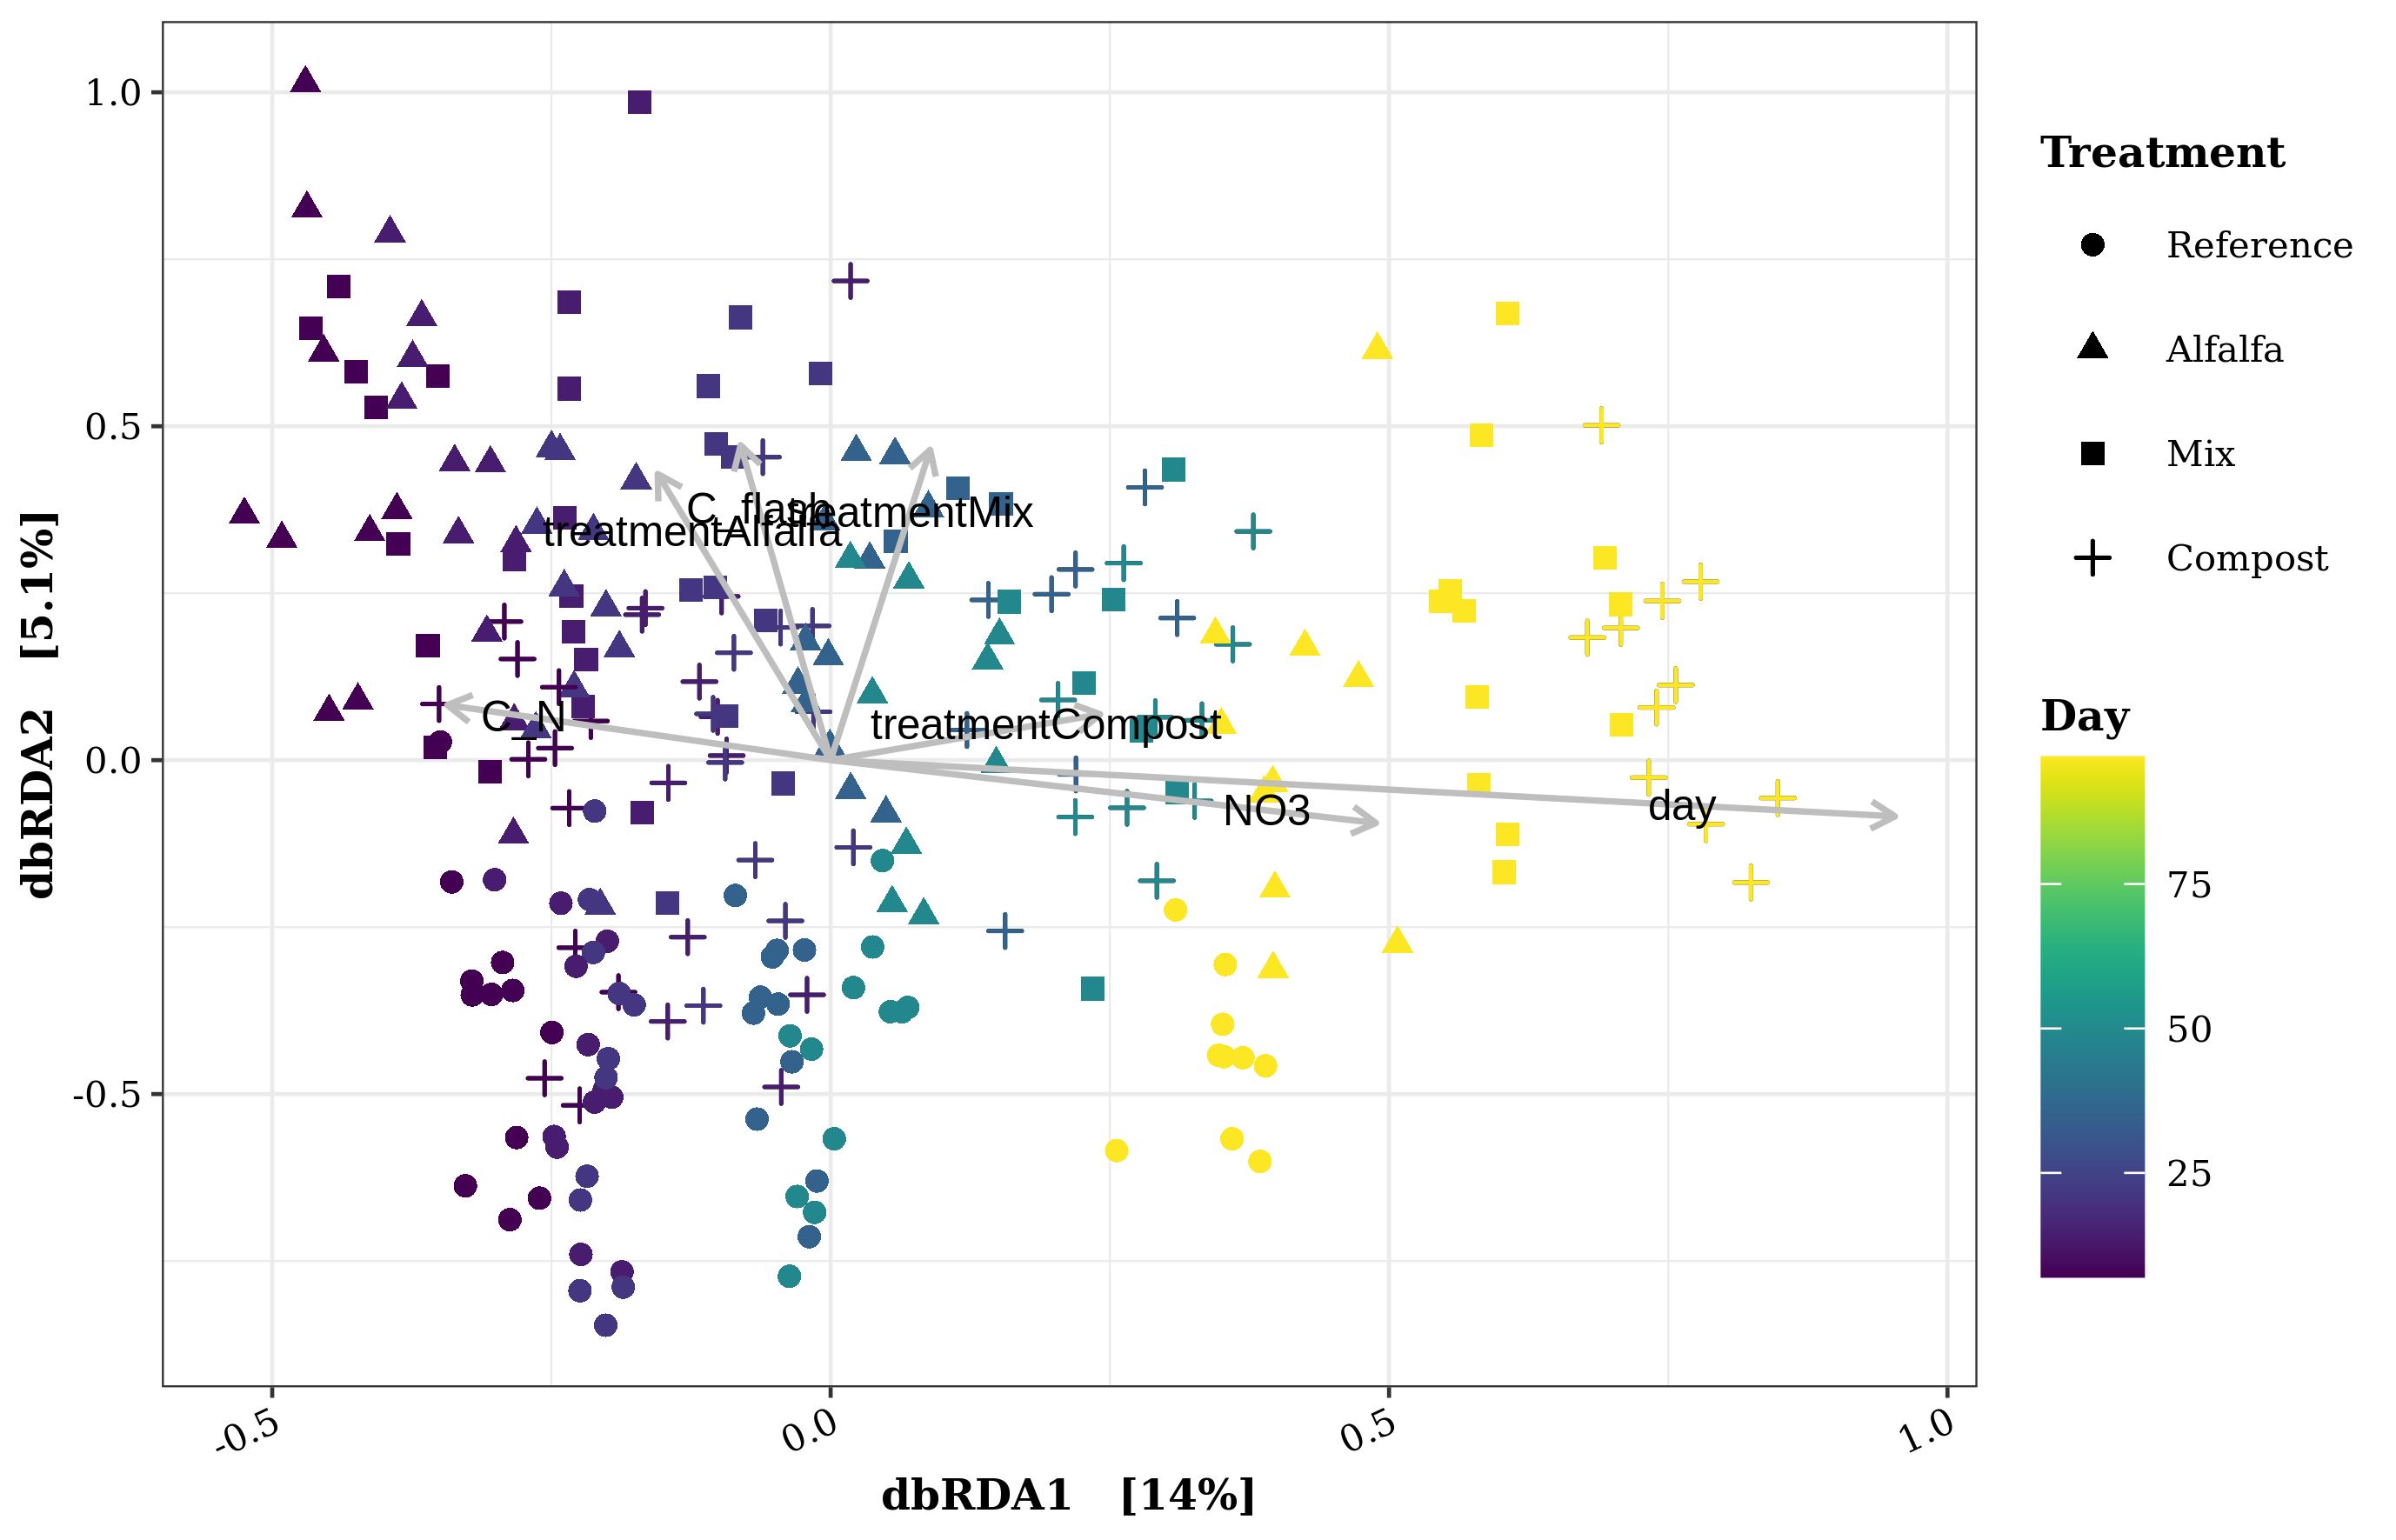 1.0
0.5
0.0
-0.5
dbRDA2 [5.1%]
C_flash
treatmentMix
treatmentAlfalfa
C_N
treatmentCompost
NO3
day
-0.5
0.0
0.5
1.0
dbRDA1 [14%]
Treatment
Reference
Alfalfa
Mix
Compost
Day
75
50
25